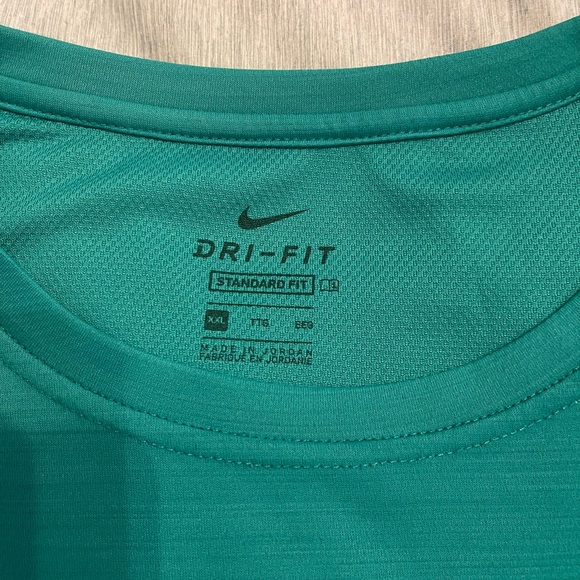 DRI-FIT
STANDARD FIT
XXL TTG EEG
MADE IN JORDAN
FABRIQUÉ EN JORDANIE